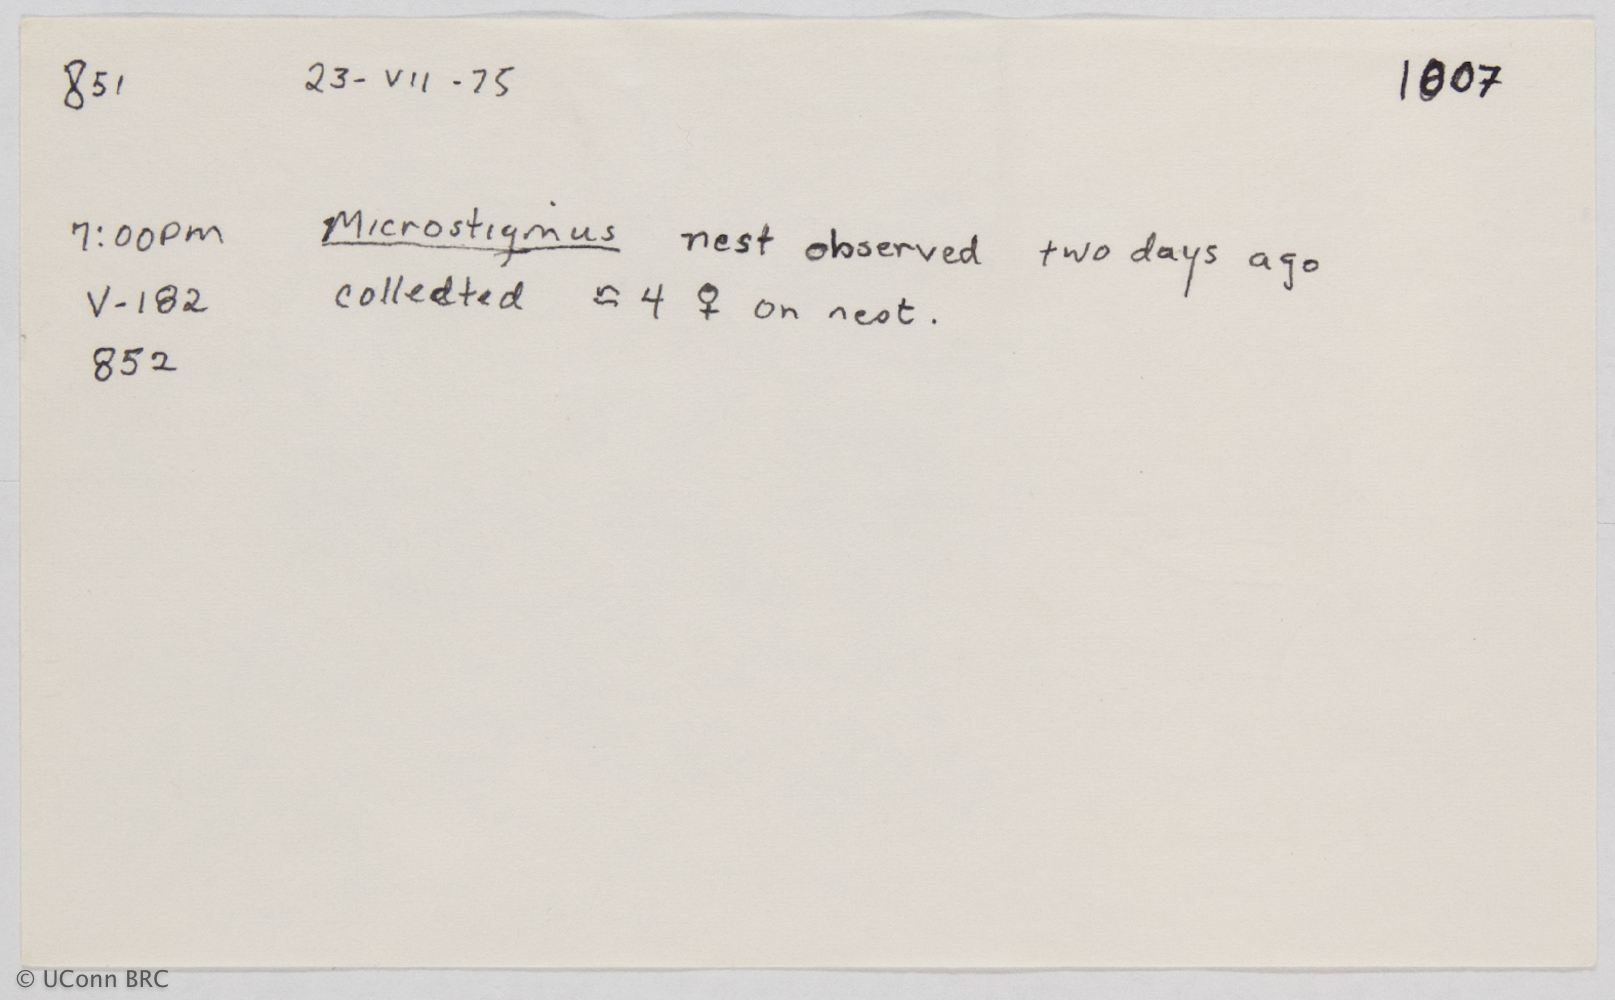 851 23-VII-75 1007
7:00pm Microstigmus nest observed two days ago
V-182 collected ≈ 4 ♀ on nest.
852
© UConn BRC